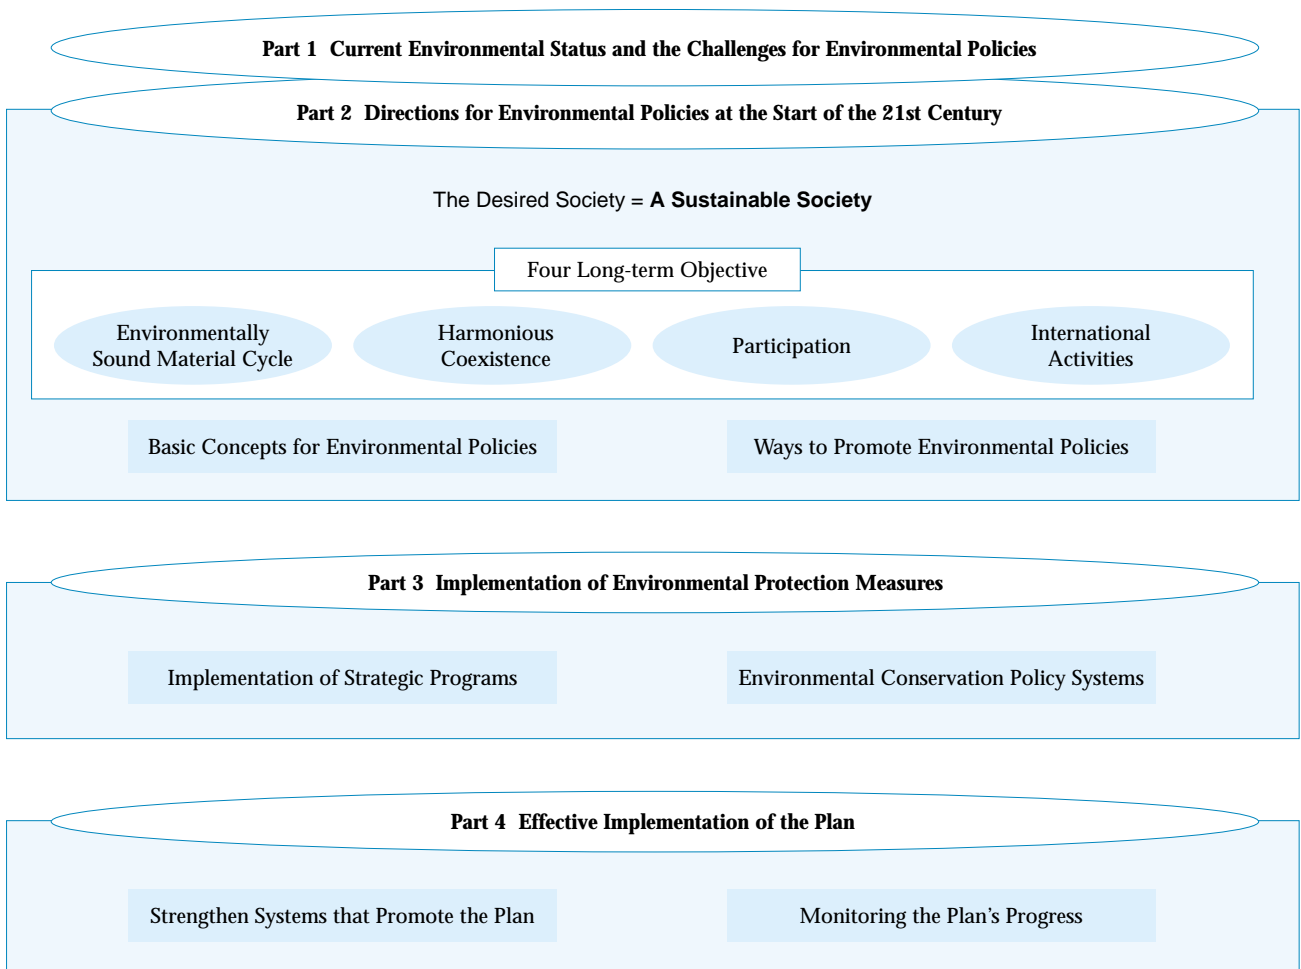 Part 1 Current Environmental Status and the Challenges for Environmental Policies
Part 2 Directions for Environmental Policies at the Start of the 21st Century
The Desired Society = A Sustainable Society
Four Long-term Objective
Environmentally
Sound Material Cycle
Harmonious
Coexistence
Participation
International
Activities
Basic Concepts for Environmental Policies
Ways to Promote Environmental Policies
Part 3 Implementation of Environmental Protection Measures
Implementation of Strategic Programs
Environmental Conservation Policy Systems
Part 4 Effective Implementation of the Plan
Strengthen Systems that Promote the Plan
Monitoring the Plan’s Progress